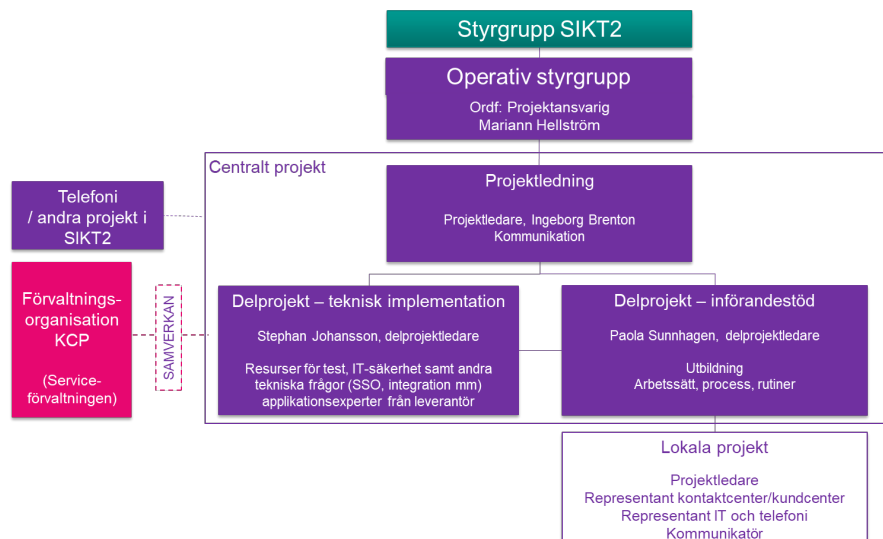 Styrgrupp SIKT2
Operativ styrgrupp
Ordf: Projektansvarig
Mariann Hellström
Centralt projekt
Projektledning
Projektledare, Ingeborg Brenton
Kommunikation
Telefoni
/ andra projekt i
SIKT2
Förvaltnings-
organisation
KCP
(Service-
förvaltningen)
SAMVERKAN
Delprojekt – teknisk implementation
Stephan Johansson, delprojektledare
Resurser för test, IT-säkerhet samt andra
tekniska frågor (SSO, integration mm)
applikationsexperter från leverantör
Delprojekt – införandestöd
Paola Sunnhagen, delprojektledare
Utbildning
Arbetssätt, process, rutiner
Lokala projekt
Projektledare
Representant kontaktcenter/kundcenter
Representant IT och telefoni
Kommunikatör